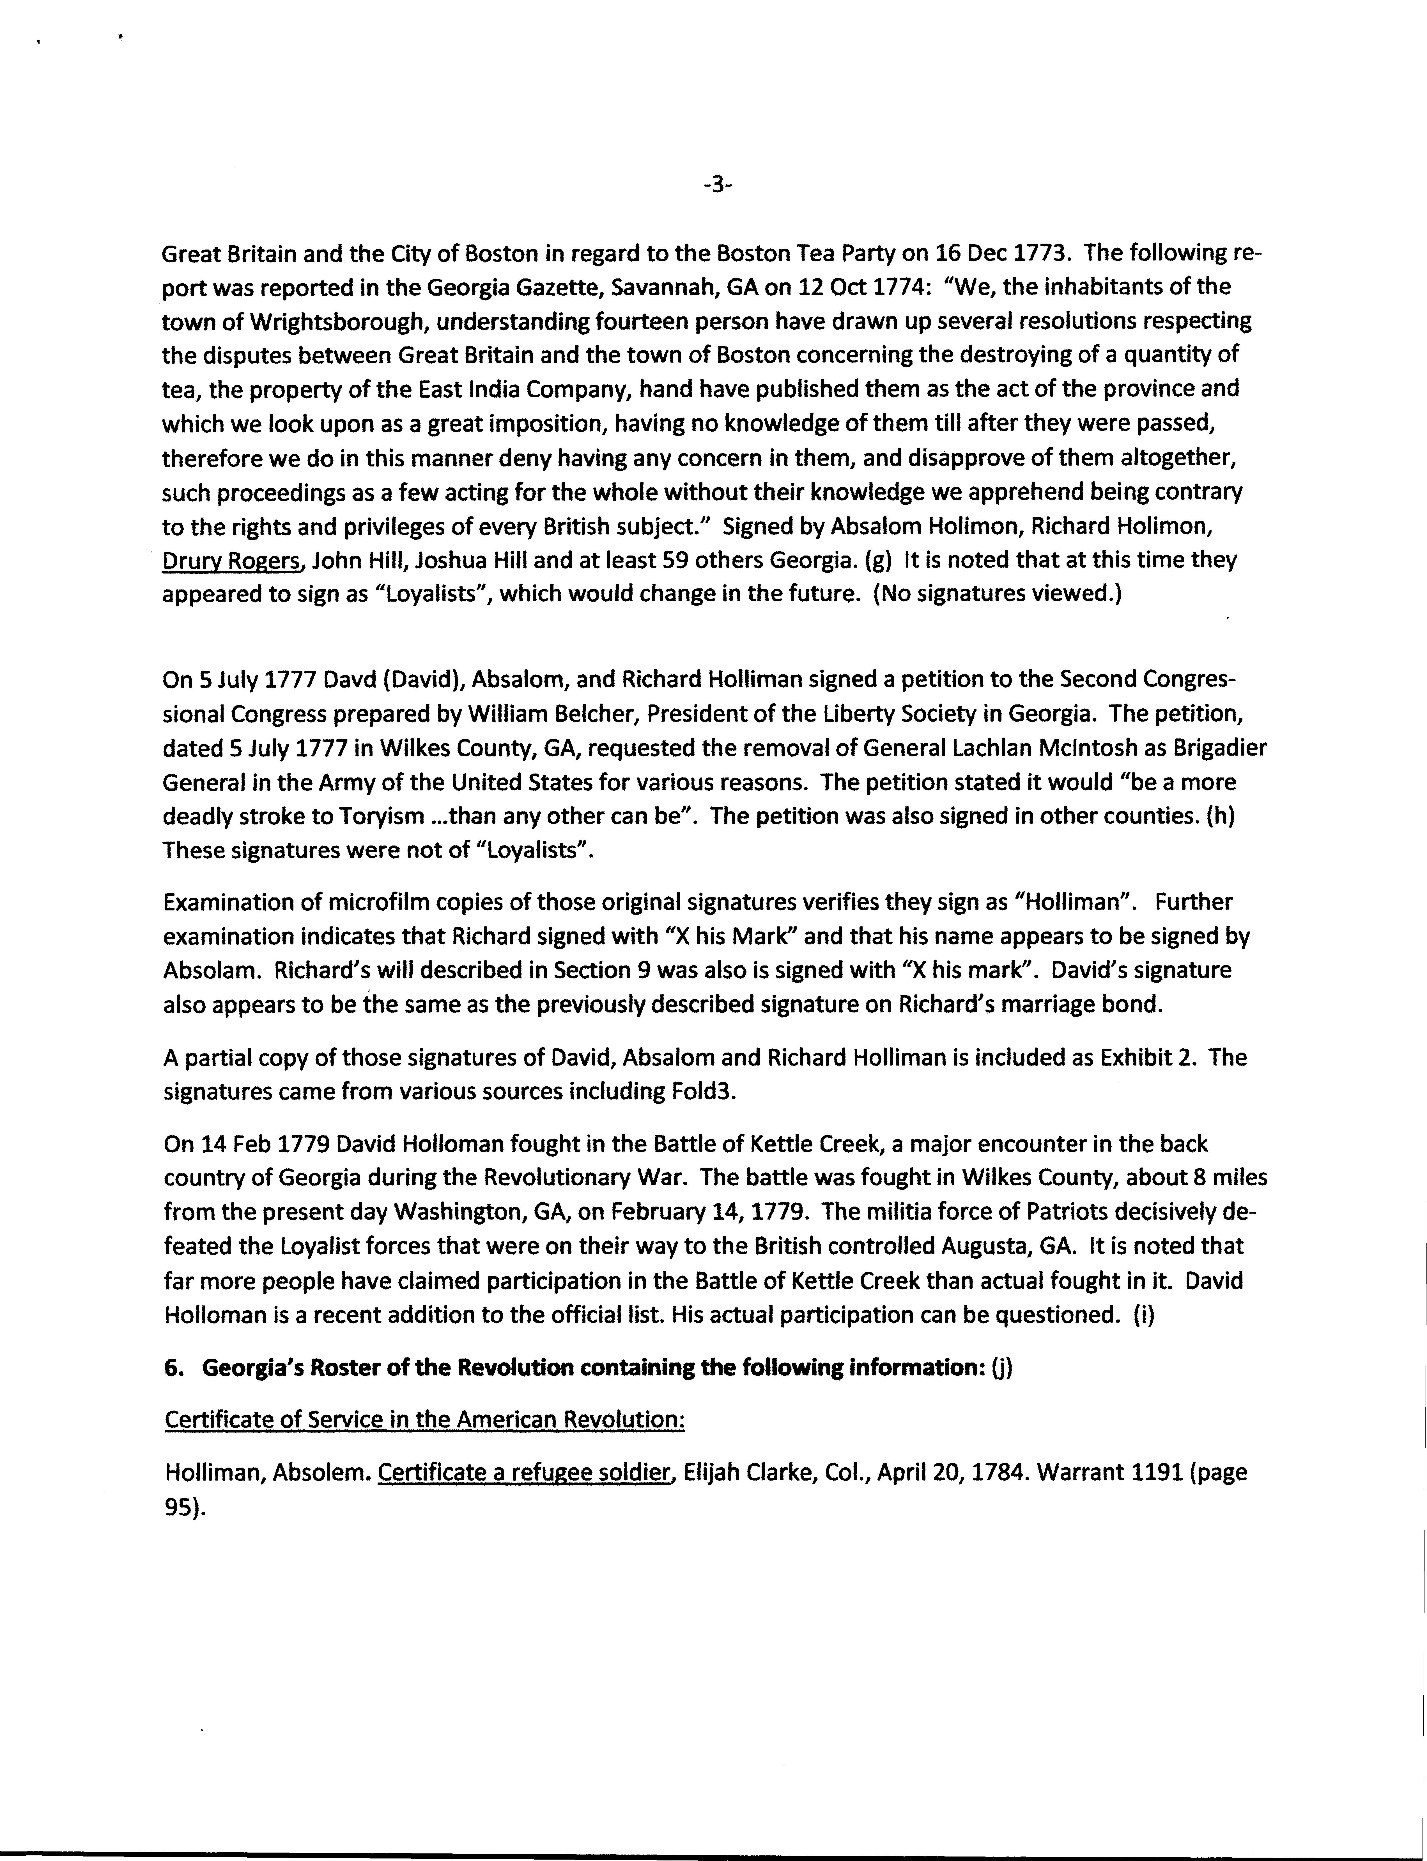 -3-
Great Britain and the City of Boston in regard to the Boston Tea Party on 16 Dec 1773. The following re-
port was reported in the Georgia Gazette, Savannah, GA on 12 Oct 1774: "We, the inhabitants of the
town of Wrightsborough, understanding fourteen person have drawn up several resolutions respecting
the disputes between Great Britain and the town of Boston concerning the destroying of a quantity of
tea, the property of the East India Company, hand have published them as the act of the province and
which we look upon as a great imposition, having no knowledge of them till after they were passed,
therefore we do in this manner deny having any concern in them, and disapprove of them altogether,
such proceedings as a few acting for the whole without their knowledge we apprehend being contrary
to the rights and privileges of every British subject." Signed by Absalom Holimon, Richard Holimon,
Drury Rogers, John Hill, Joshua Hill and at least 59 others Georgia. (g) It is noted that at this time they
appeared to sign as "Loyalists", which would change in the future. (No signatures viewed.)
On 5 July 1777 Davd (David), Absalom, and Richard Holliman signed a petition to the Second Congres-
sional Congress prepared by William Belcher, President of the Liberty Society in Georgia. The petition,
dated 5 July 1777 in Wilkes County, GA, requested the removal of General Lachlan McIntosh as Brigadier
General in the Army of the United States for various reasons. The petition stated it would "be a more
deadly stroke to Toryism ...than any other can be". The petition was also signed in other counties. (h)
These signatures were not of "Loyalists".
Examination of microfilm copies of those original signatures verifies they sign as "Holliman". Further
examination indicates that Richard signed with "X his Mark" and that his name appears to be signed by
Absolam. Richard's will described in Section 9 was also is signed with "X his mark". David's signature
also appears to be the same as the previously described signature on Richard's marriage bond.
A partial copy of those signatures of David, Absalom and Richard Holliman is included as Exhibit 2. The
signatures came from various sources including Fold3.
On 14 Feb 1779 David Holloman fought in the Battle of Kettle Creek, a major encounter in the back
country of Georgia during the Revolutionary War. The battle was fought in Wilkes County, about 8 miles
from the present day Washington, GA, on February 14, 1779. The militia force of Patriots decisively de-
feated the Loyalist forces that were on their way to the British controlled Augusta, GA. It is noted that
far more people have claimed participation in the Battle of Kettle Creek than actual fought in it. David
Holloman is a recent addition to the official list. His actual participation can be questioned. (i)
6. Georgia's Roster of the Revolution containing the following information: (j)
Certificate of Service in the American Revolution:
Holliman, Absolem. Certificate a refugee soldier, Elijah Clarke, Col., April 20, 1784. Warrant 1191 (page
95).